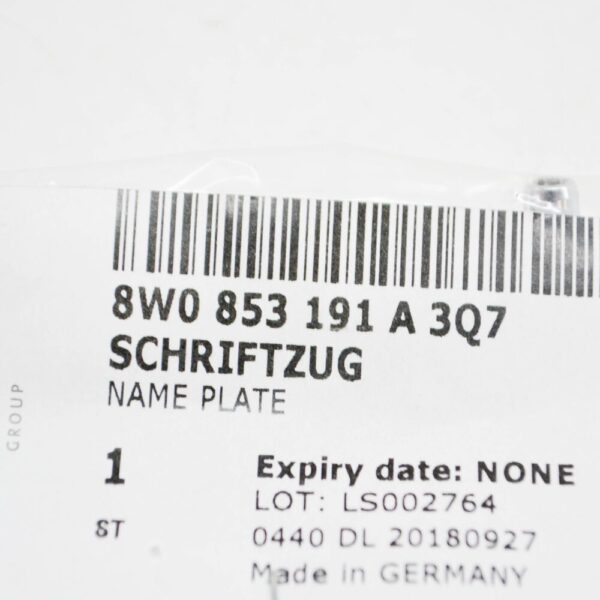 8W0 853 191 A 3Q7
SCHRIFTZUG
NAME PLATE
GROUP
1
ST
Expiry date: NONE
LOT: LS002764
0440 DL 20180927
Made in GERMANY